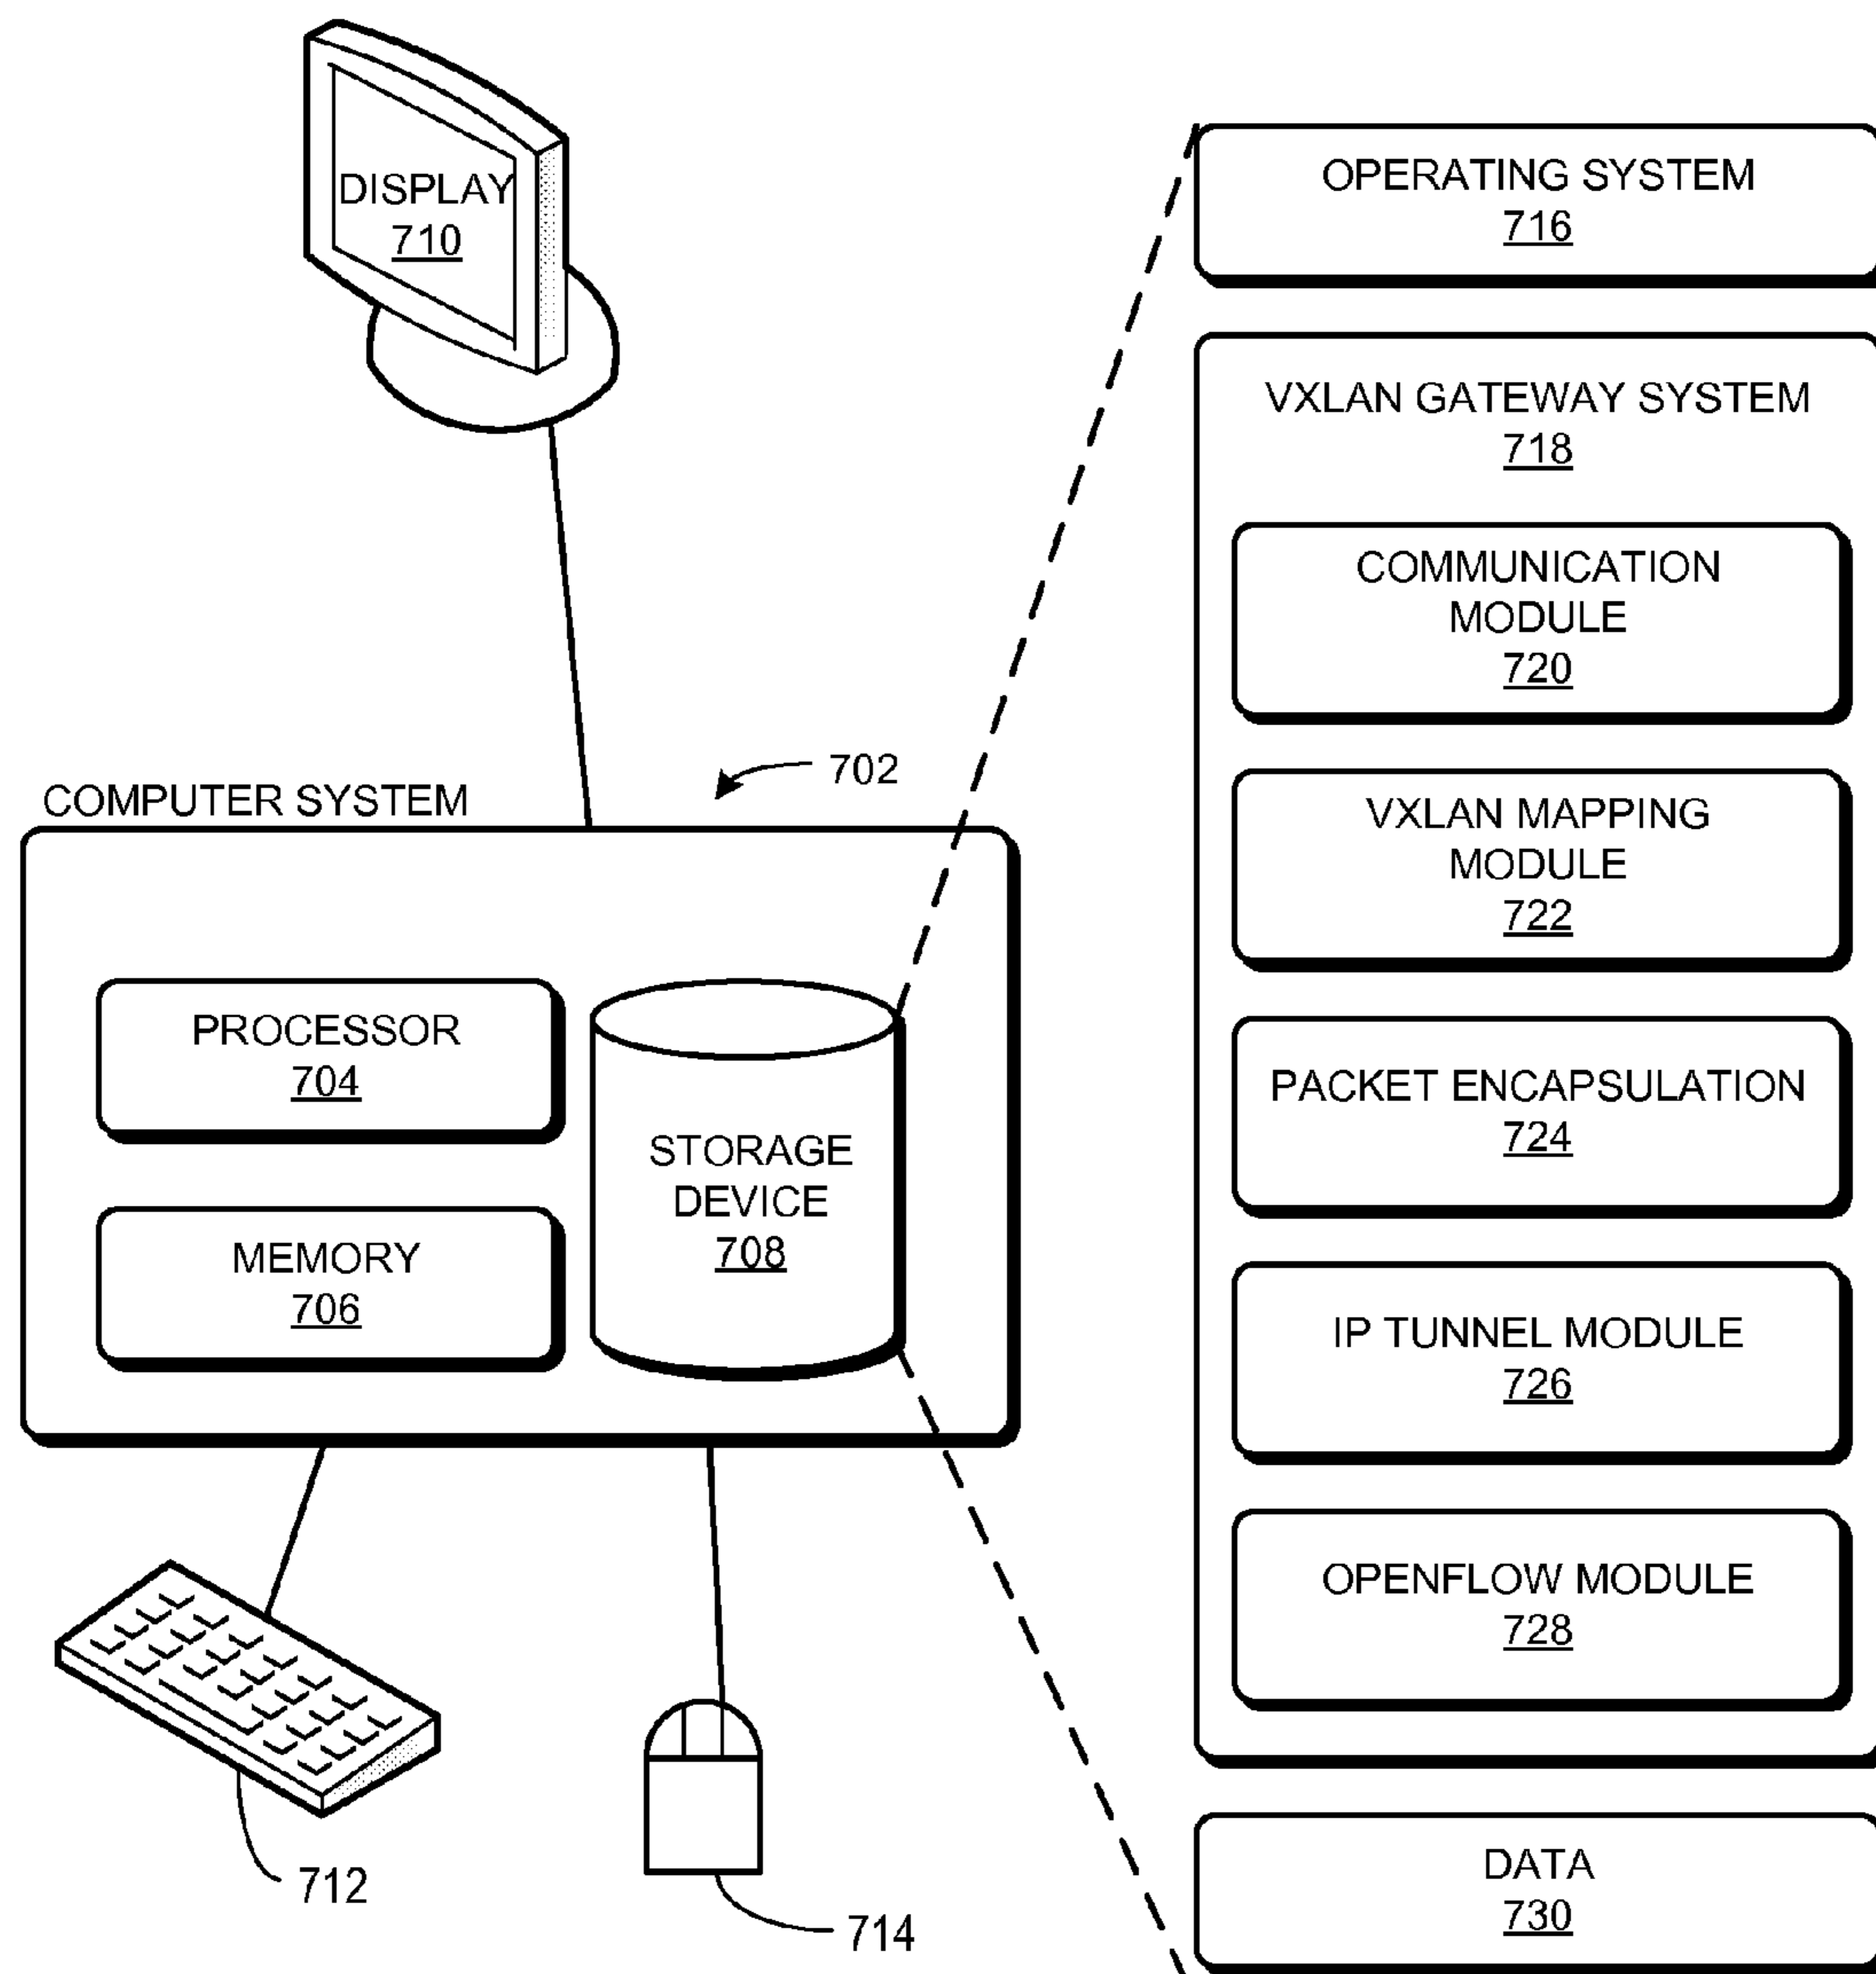 DISPLAY
710
702
COMPUTER SYSTEM
PROCESSOR
704
MEMORY
706
STORAGE
DEVICE
708
712
714
OPERATING SYSTEM
716
VXLAN GATEWAY SYSTEM
718
COMMUNICATION
MODULE
720
VXLAN MAPPING
MODULE
722
PACKET ENCAPSULATION
724
IP TUNNEL MODULE
726
OPENFLOW MODULE
728
DATA
730